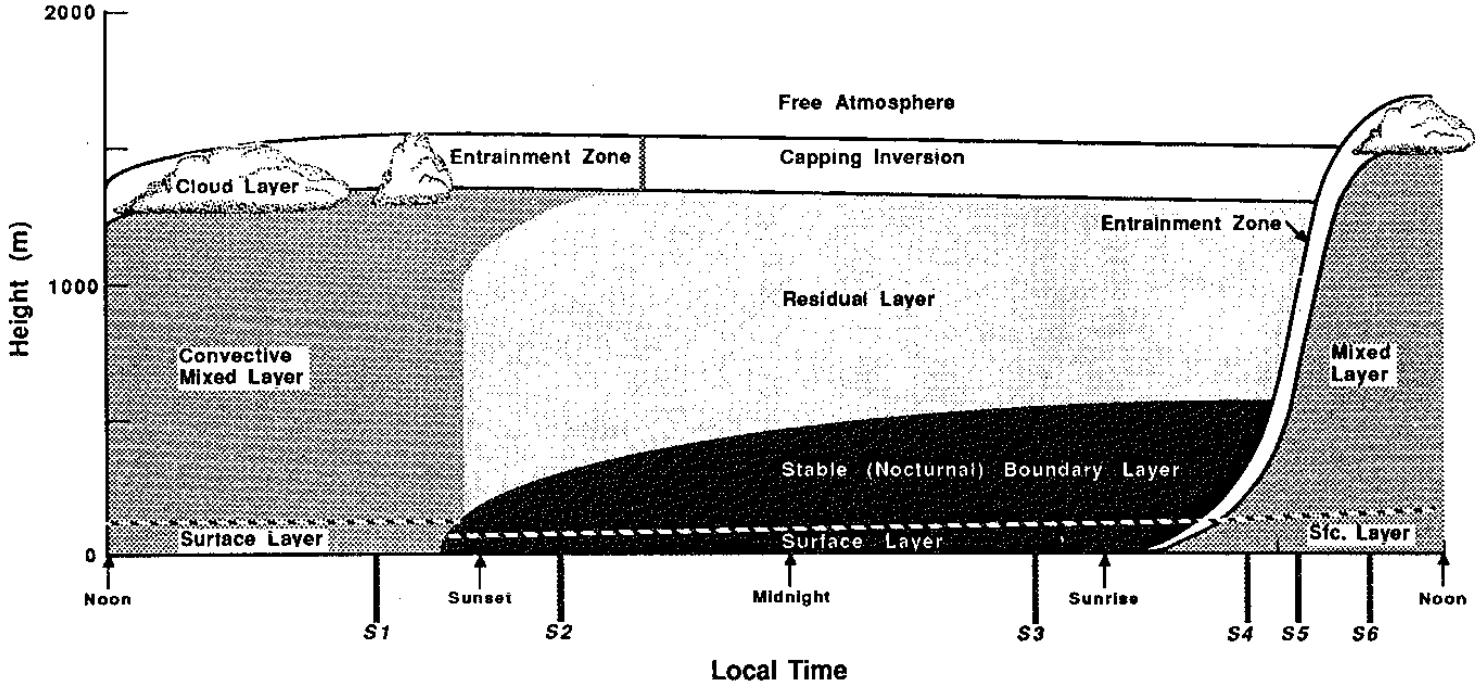 2000
Free Atmosphere
Entrainment Zone
Capping Inversion
Cloud Layer
Entrainment Zone
1000
Residual Layer
Height (m)
Convective
Mixed Layer
Mixed
Layer
Stable (Nocturnal) Boundary Layer
Surface Layer
Surface Layer
Sfc. Layer
0
Noon
Sunset
Midnight
Sunrise
Noon
S1
S2
S3
S4
S5
S6
Local Time